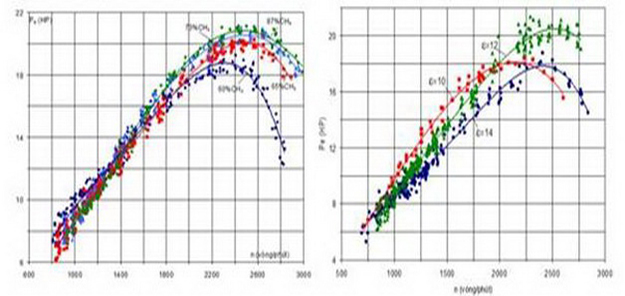 22
Pₑ (HP)
73%CH₄
87%CH₄
18
60%CH₄
65%CH₄
14
10
6
n (vòng/phút)
600
1000
1400
1800
2200
2600
3000
20
ε=12
16
ε=10
Pe (HP)
ε=14
12
8
4
500
1000
1500
2000
2500
3000
n (vòng/phút)